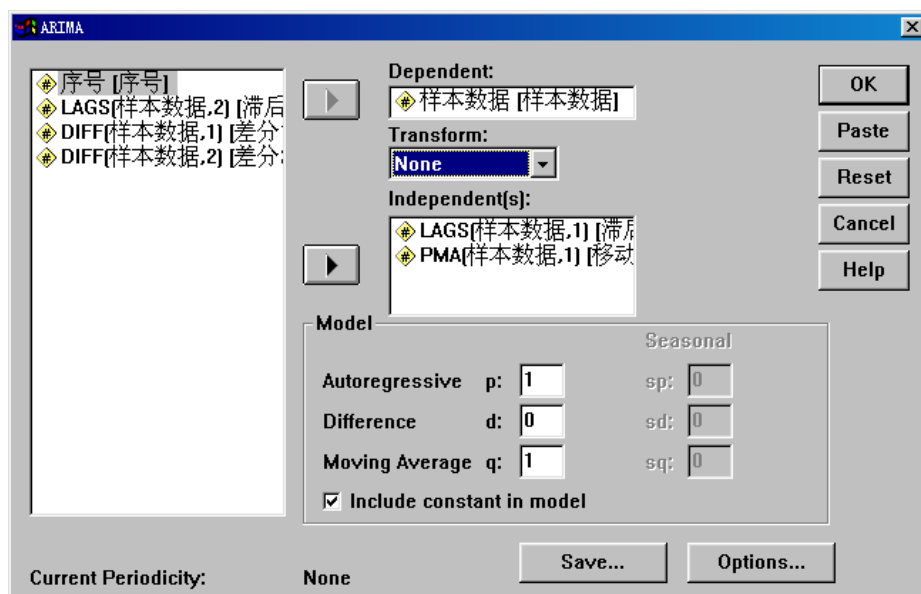 ARIMA
序号 [序号]
LAGS(样本数据,2) [滞后
DIFF(样本数据,1) [差分
DIFF(样本数据,2) [差分
Dependent:
样本数据 [样本数据]
Transform:
None
Independent(s):
LAGS(样本数据,1) [滞后
PMA(样本数据,1) [移动
OK
Paste
Reset
Cancel
Help
Model
Seasonal
Autoregressive p: 1 sp: 0
Difference d: 0 sd: 0
Moving Average q: 1 sq: 0
Include constant in model
Save... Options...
Current Periodicity: None